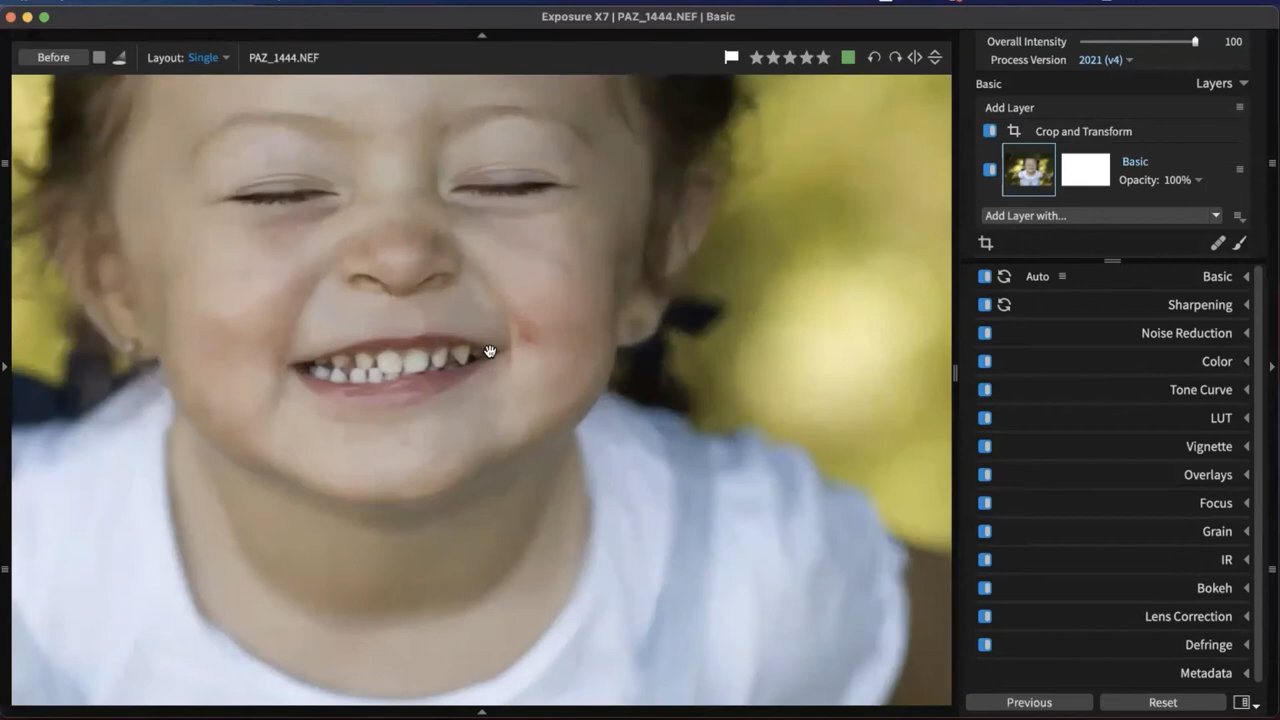 Exposure X7 | PAZ_1444.NEF | Basic
Before
Layout: Single
PAZ_1444.NEF
Overall Intensity 100
Process Version 2021 (v4)
Basic Layers
Add Layer
Crop and Transform
Basic
Opacity: 100%
Add Layer with...
Auto Basic
Sharpening
Noise Reduction
Color
Tone Curve
LUT
Vignette
Overlays
Focus
Grain
IR
Bokeh
Lens Correction
Defringe
Metadata
Previous Reset